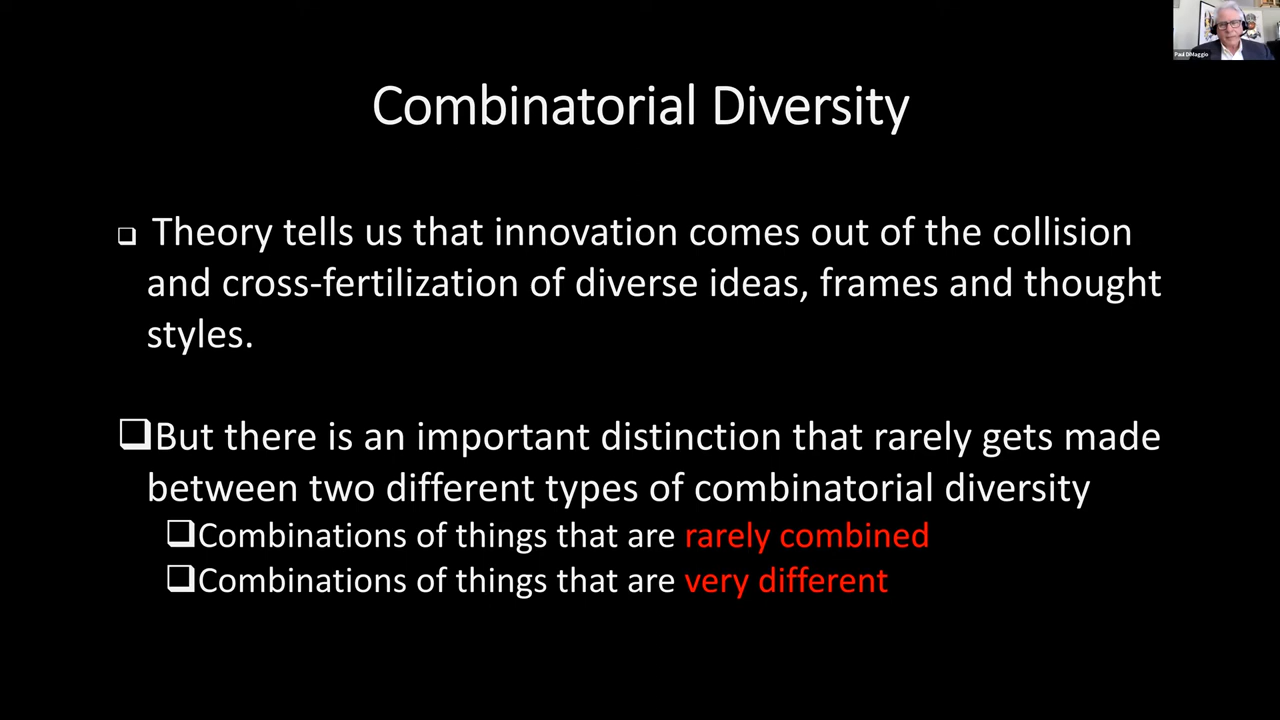 Paul DiMaggio
Combinatorial Diversity
Theory tells us that innovation comes out of the collision
and cross-fertilization of diverse ideas, frames and thought
styles.
But there is an important distinction that rarely gets made
between two different types of combinatorial diversity
Combinations of things that are rarely combined
Combinations of things that are very different